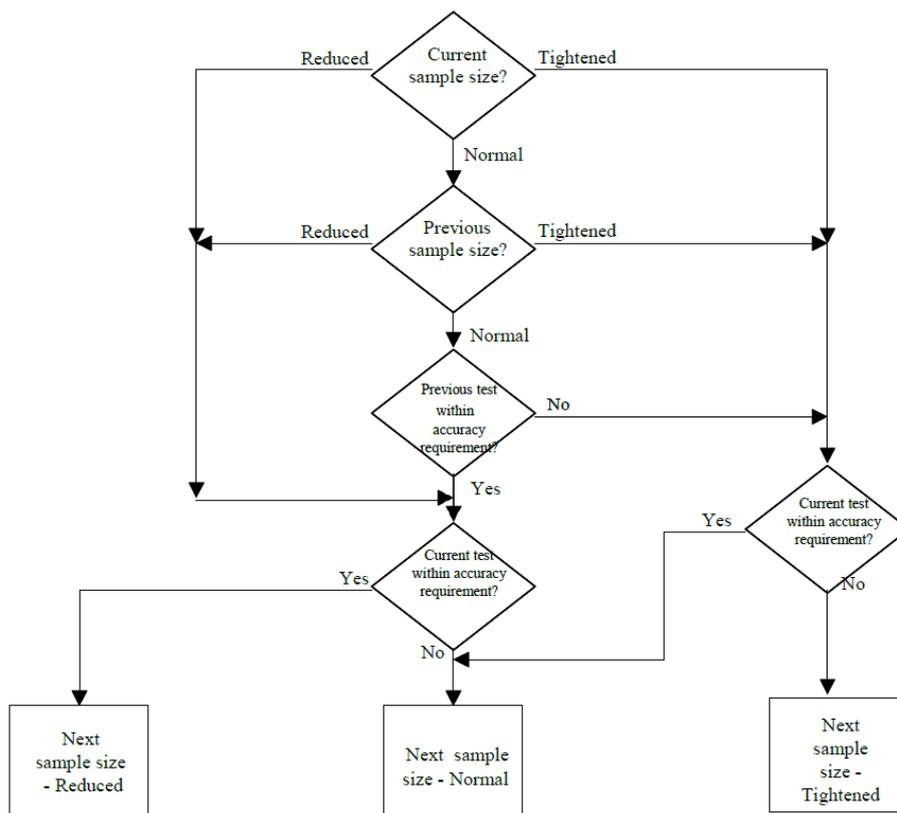 Reduced
Current
sample size?
Tightened
Normal
Reduced
Previous
sample size?
Tightened
Normal
Previous test
within
accuracy
requirement?
No
Yes
Current test
within accuracy
requirement?
Yes
No
Yes
Current test
within accuracy
requirement?
No
Next
sample size
- Reduced
Next sample
size - Normal
Next
sample
size -
Tightened